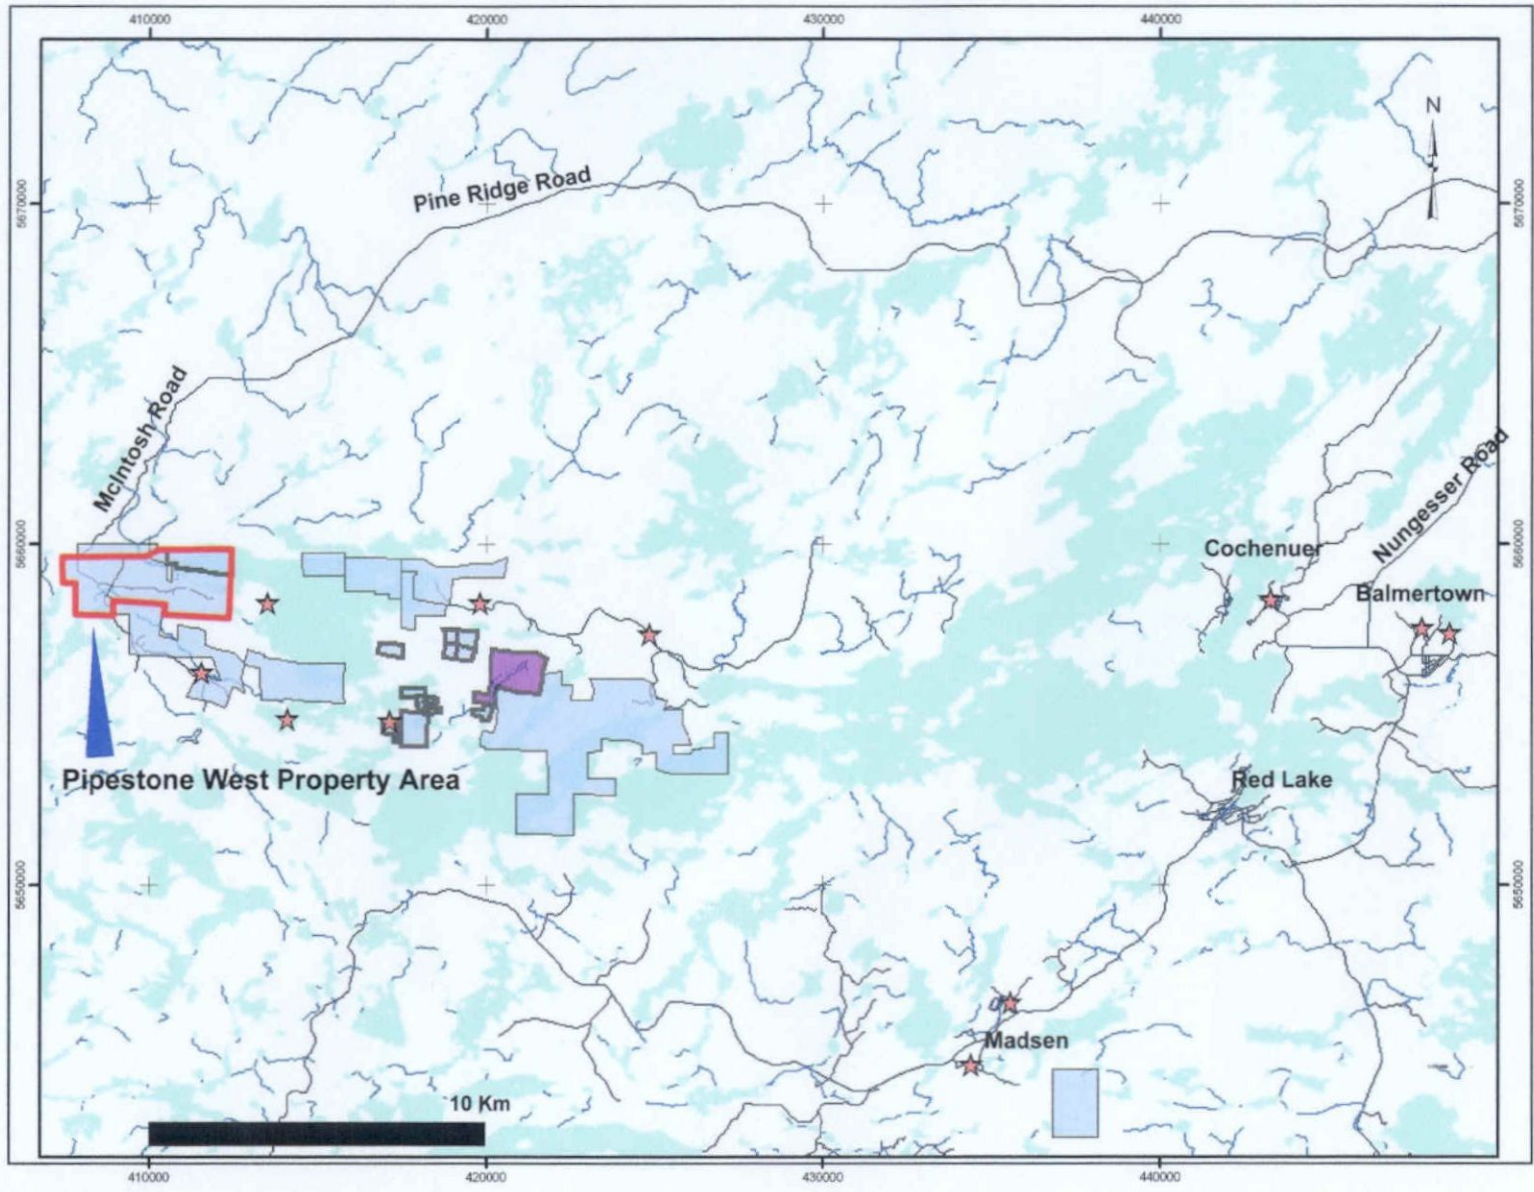 410000
420000
430000
440000
N
Pine Ridge Road
5670000
5670000
McIntosh Road
Nungesser Road
5660000
5660000
Cochenuer
Balmertown
Pipestone West Property Area
Red Lake
5650000
5650000
Madsen
10 Km
410000
420000
430000
440000